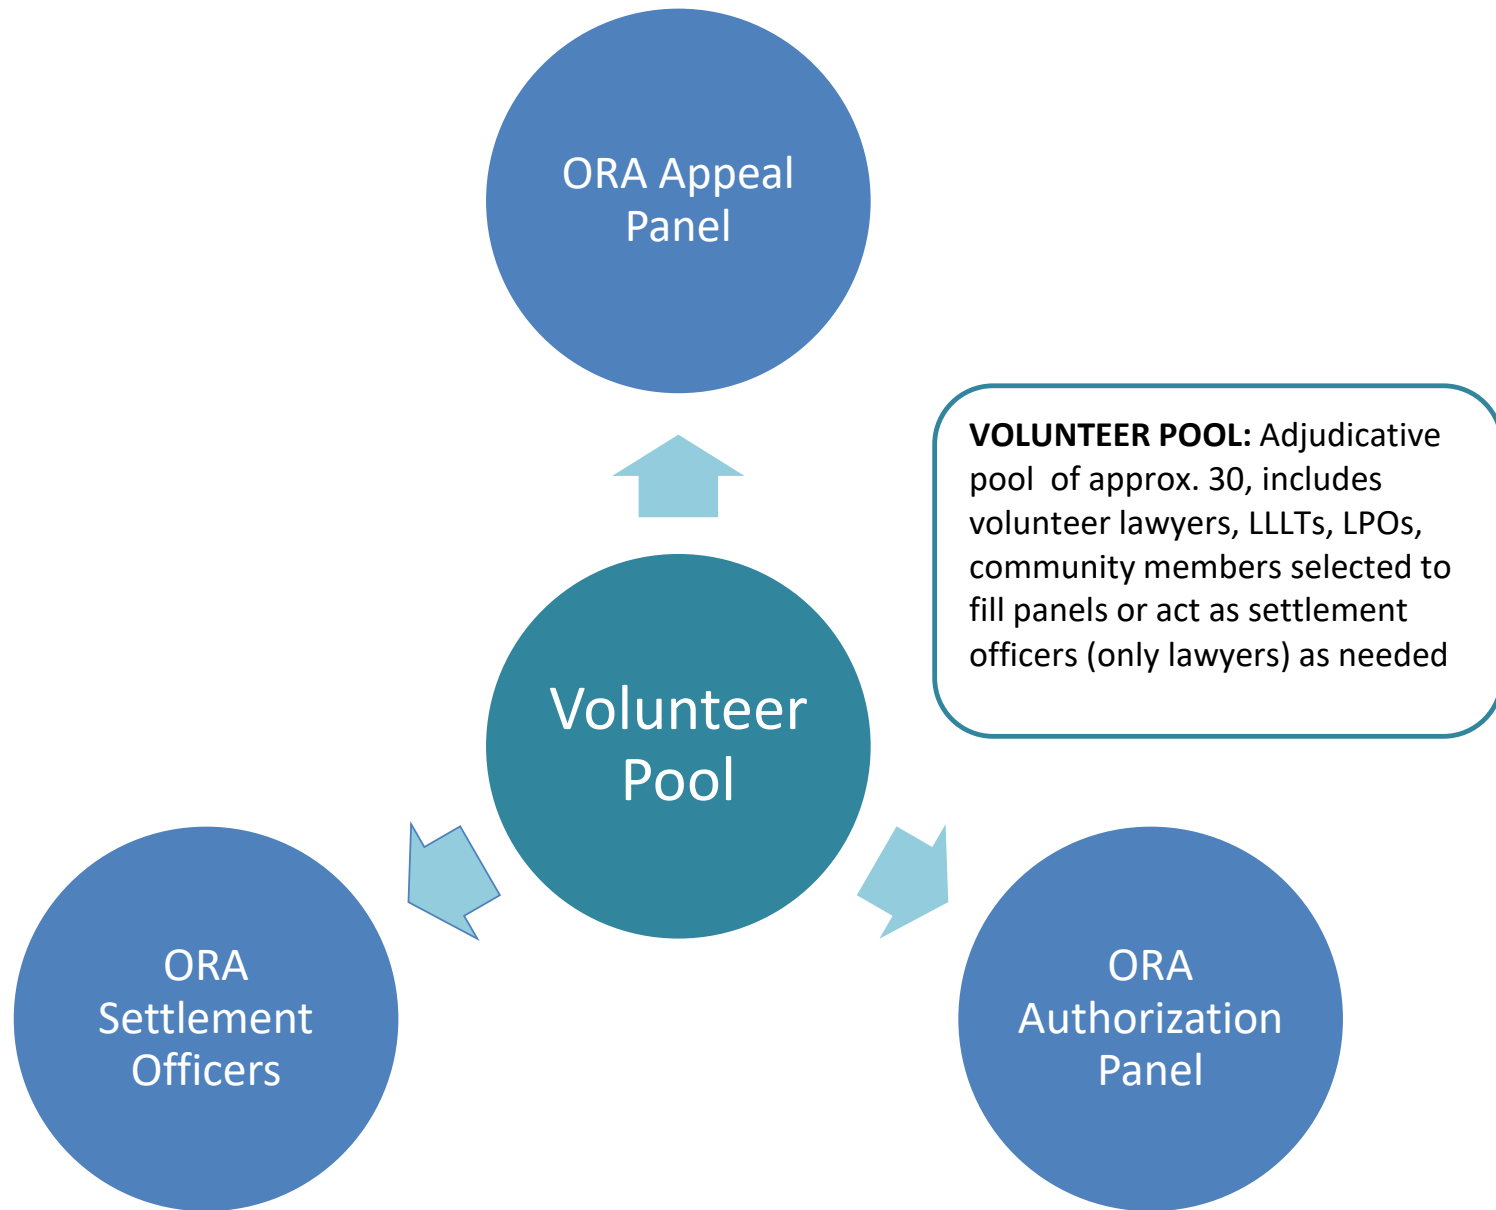 ORA Appeal
Panel
VOLUNTEER POOL: Adjudicative
pool  of approx. 30, includes
volunteer lawyers, LLLTs, LPOs,
community members selected to
fill panels or act as settlement
officers (only lawyers) as needed
Volunteer
Pool
ORA
Settlement
Officers
ORA
Authorization
Panel